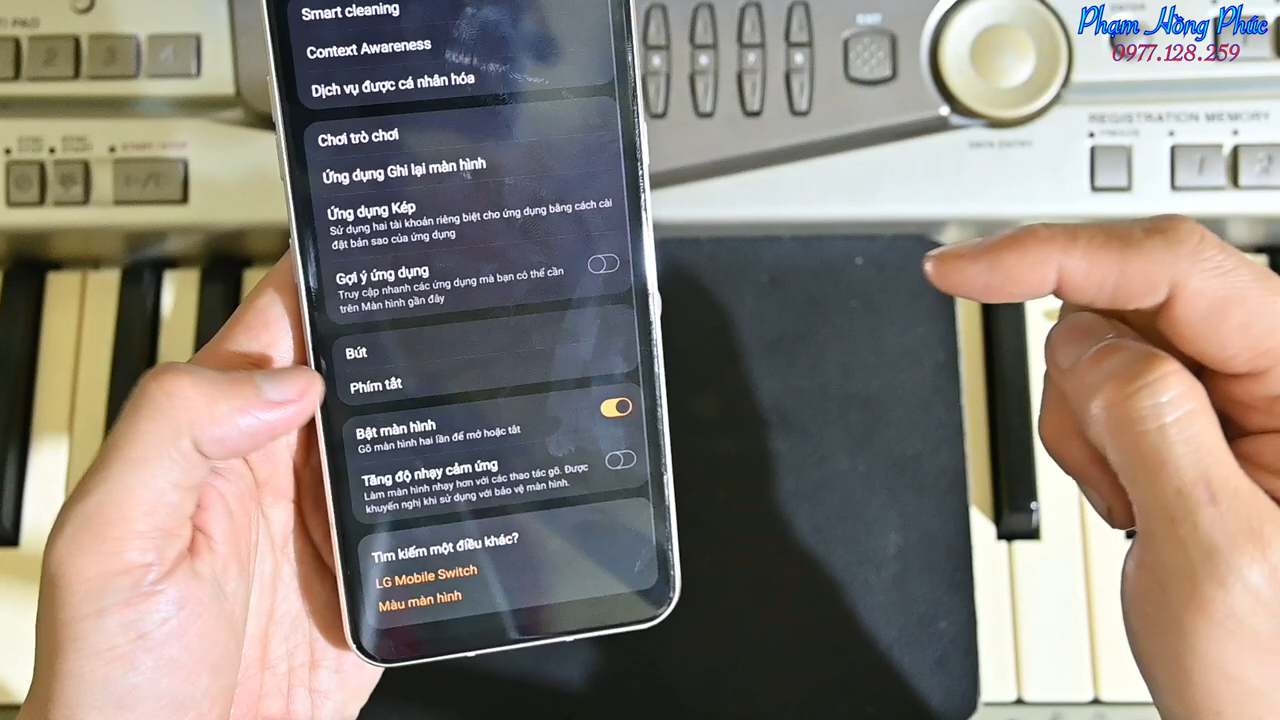 Phạm Hồng Phúc
0977.128.259
REGISTRATION MEMORY
1
2
2
3
4
Smart cleaning
Context Awareness
Dịch vụ được cá nhân hóa
Chơi trò chơi
Ứng dụng Ghi lại màn hình
Ứng dụng Kép
Sử dụng hai tài khoản riêng biệt cho ứng dụng bằng cách cài
đặt bản sao của ứng dụng
Gợi ý ứng dụng
Truy cập nhanh các ứng dụng mà bạn có thể cần
trên Màn hình gần đây
Bút
Phím tắt
Bật màn hình
Gõ màn hình hai lần để mở hoặc tắt
Tăng độ nhạy cảm ứng
Làm màn hình nhạy hơn với các thao tác gõ. Được
khuyến nghị khi sử dụng với bảo vệ màn hình.
Tìm kiếm một điều khác?
LG Mobile Switch
Màu màn hình